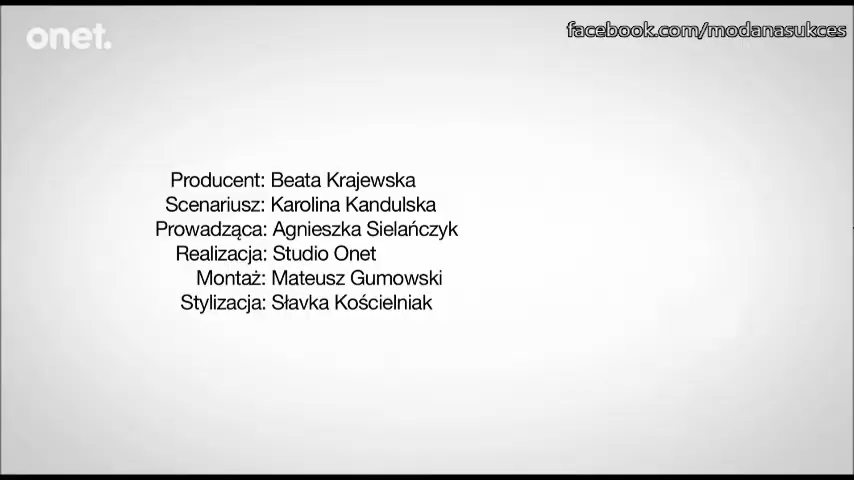 onet.
facebook.com/modanasukces
Producent: Beata Krajewska
Scenariusz: Karolina Kandulska
Prowadząca: Agnieszka Sielańczyk
Realizacja: Studio Onet
Montaż: Mateusz Gumowski
Stylizacja: Sławka Kościelniak